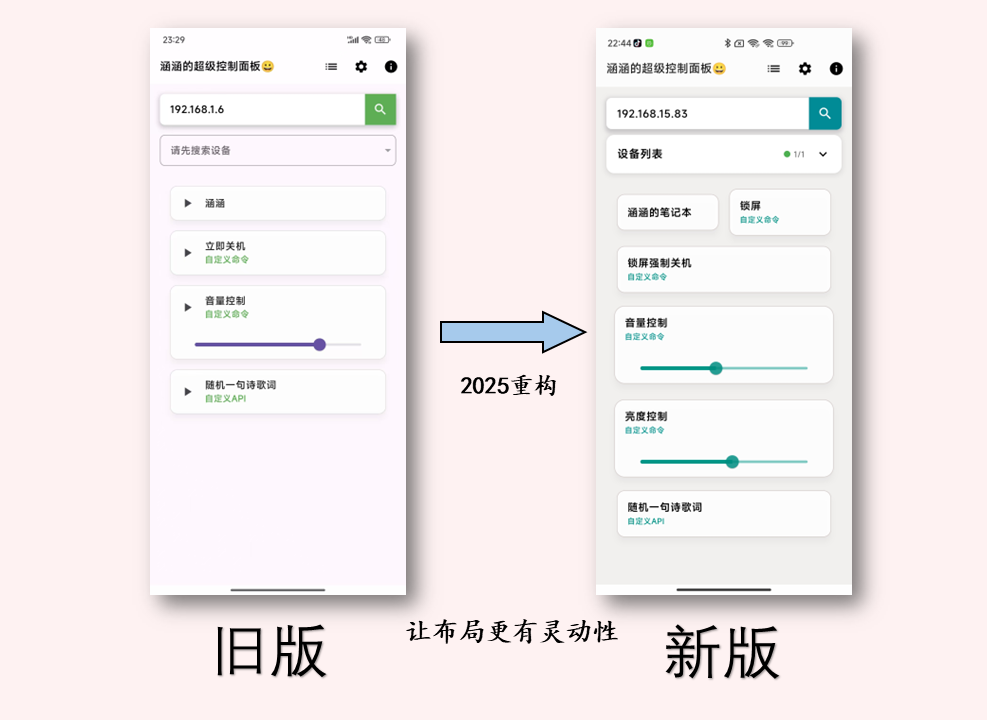 23:29
40
涵涵的超级控制面板😀
192.168.1.6
请先搜索设备
涵涵
立即关机
自定义命令
音量控制
自定义命令
随机一句诗歌词
自定义API
旧版
2025重构
让布局更有灵动性
22:44
99
涵涵的超级控制面板😀
192.168.15.83
设备列表
1/1
涵涵的笔记本
锁屏
自定义命令
锁屏强制关机
自定义命令
音量控制
自定义命令
亮度控制
自定义命令
随机一句诗歌词
自定义API
新版